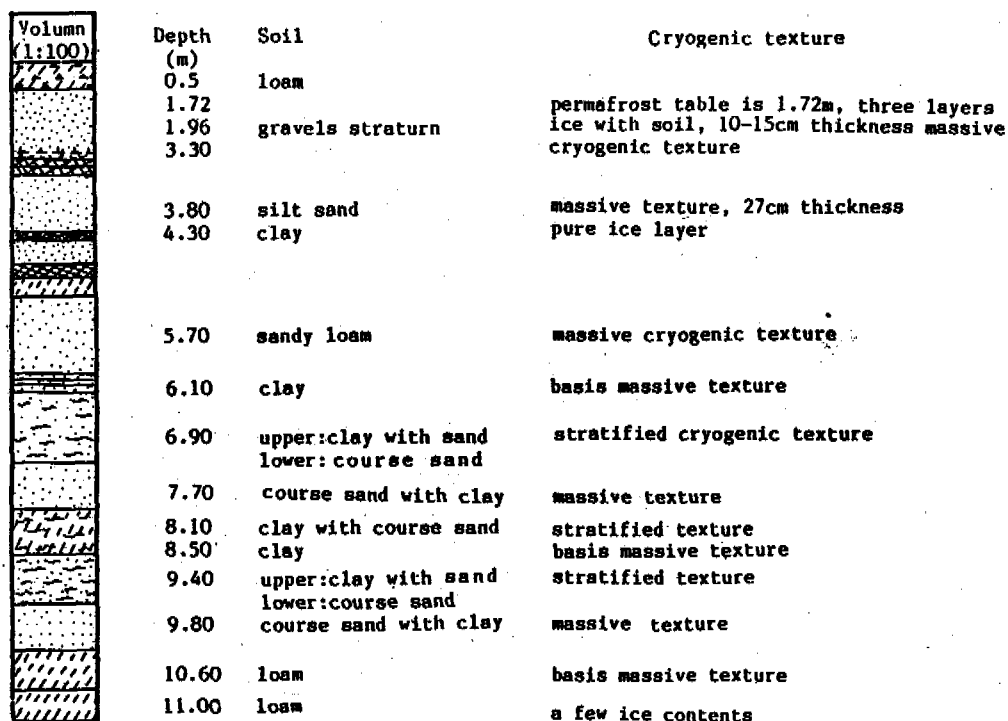 Volumn Depth Soil Cryogenic texture
(1:100) (m)
0.5 loam
1.72 permafrost table is 1.72m, three layers
1.96 gravels straturn ice with soil, 10-15cm thickness massive
3.30 cryogenic texture
3.80 silt sand massive texture, 27cm thickness
4.30 clay pure ice layer
5.70 sandy loam massive cryogenic texture
6.10 clay basis massive texture
6.90 upper:clay with sand stratified cryogenic texture
lower: course sand
7.70 course sand with clay massive texture
8.10 clay with course sand stratified texture
8.50 clay basis massive texture
9.40 upper:clay with sand stratified texture
lower:course sand
9.80 course sand with clay massive texture
10.60 loam basis massive texture
11.00 loam a few ice contents